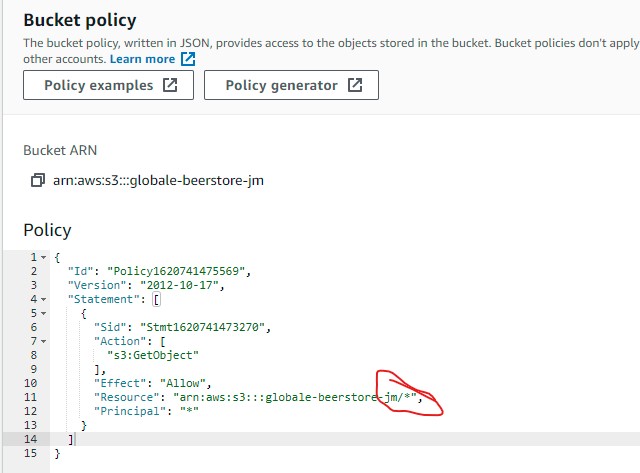 Bucket policy
The bucket policy, written in JSON, provides access to the objects stored in the bucket. Bucket policies don't apply
other accounts. Learn more
Policy examples
Policy generator
Bucket ARN
arn:aws:s3:::globale-beerstore-jm
Policy
1 {
2 "Id": "Policy1620741475569",
3 "Version": "2012-10-17",
4 "Statement": [
5 {
6 "Sid": "Stmt1620741473270",
7 "Action": [
8 "s3:GetObject"
9 ],
10 "Effect": "Allow",
11 "Resource": "arn:aws:s3:::globale-beerstore-jm/*",
12 "Principal": "*"
13 }
14 ]
15 }